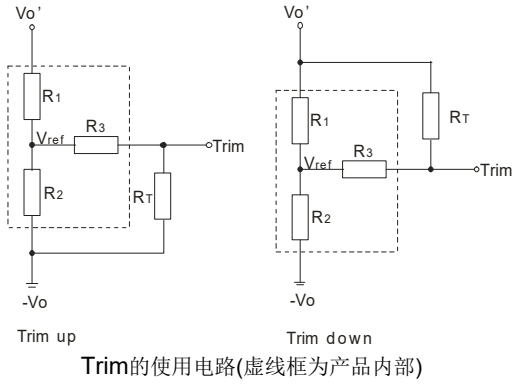 Vo'
R1
Vref
R3
Trim
R2
RT
-Vo
Trim up
Vo'
R1
RT
Vref
R3
Trim
R2
-Vo
Trim down
Trim的使用电路(虚线框为产品内部)